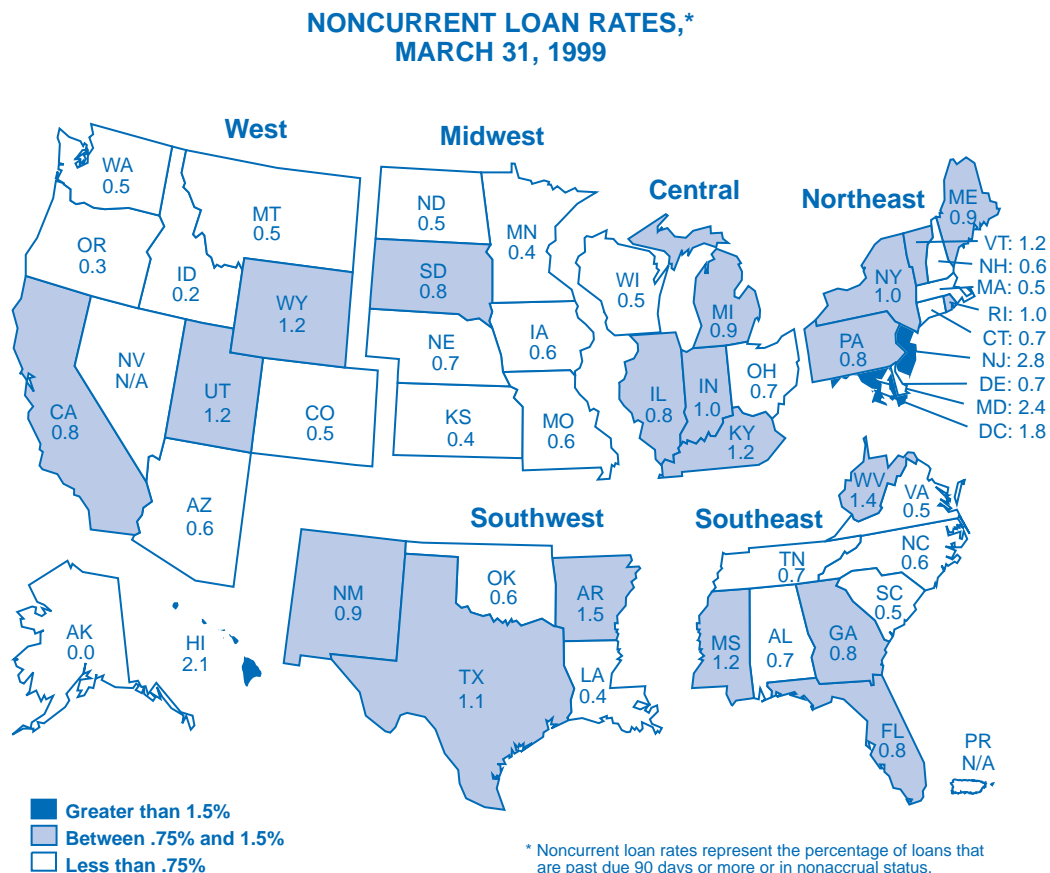 NONCURRENT LOAN RATES,*
MARCH 31, 1999
West
WA
0.5
OR
0.3
ID
0.2
MT
0.5
WY
1.2
NV
N/A
UT
1.2
CA
0.8
CO
0.5
AZ
0.6
AK
0.0
HI
2.1
Midwest
ND
0.5
MN
0.4
SD
0.8
NE
0.7
IA
0.6
KS
0.4
MO
0.6
Central
WI
0.5
MI
0.9
IL
0.8
IN
1.0
OH
0.7
KY
1.2
Northeast
ME
0.9
NY
1.0
PA
0.8
VT: 1.2
NH: 0.6
MA: 0.5
RI: 1.0
CT: 0.7
NJ: 2.8
DE: 0.7
MD: 2.4
DC: 1.8
Southwest
NM
0.9
OK
0.6
AR
1.5
TX
1.1
LA
0.4
Southeast
WV
1.4
VA
0.5
TN
0.7
NC
0.6
SC
0.5
MS
1.2
AL
0.7
GA
0.8
FL
0.8
PR
N/A
Greater than 1.5%
Between .75% and 1.5%
Less than .75%
* Noncurrent loan rates represent the percentage of loans that
are past due 90 days or more or in nonaccrual status.